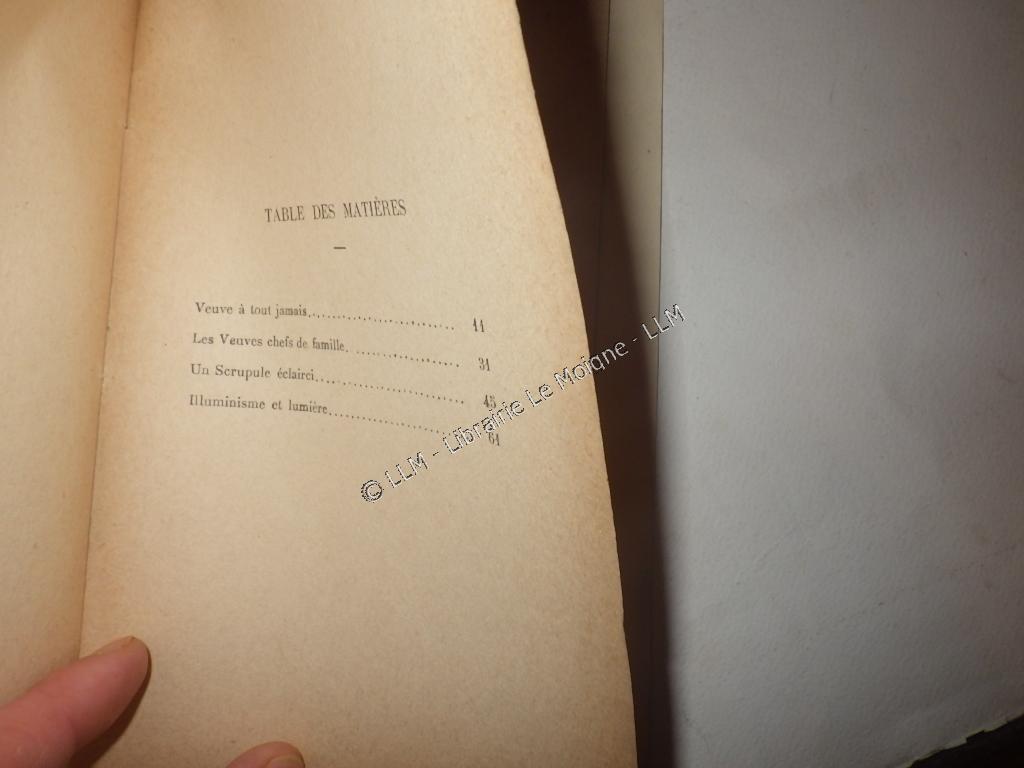 TABLE DES MATIÈRES
Veuve à tout jamais 11
Les Veuves chefs de famille 31
Un Scrupule éclairci 45
Illuminisme et lumière 61
© LLM - Librairie Le Moigne - LLM